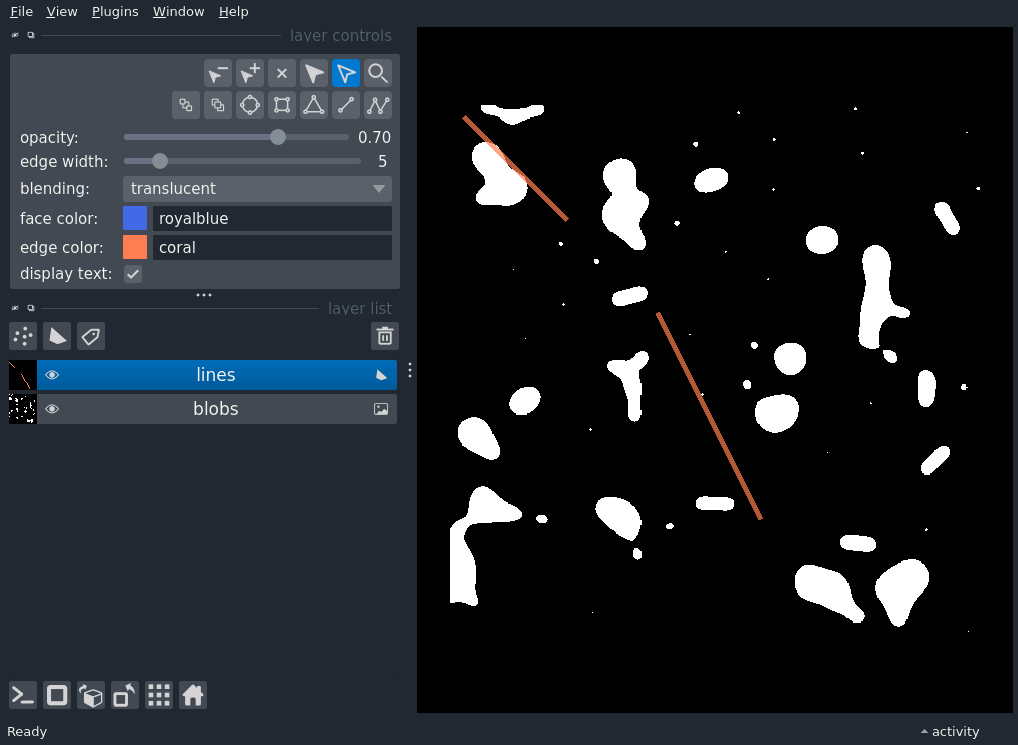 File View Plugins Window Help
layer controls
opacity: 0.70
edge width: 5
blending: translucent
face color: royalblue
edge color: coral
display text:
layer list
lines
blobs
Ready
activity